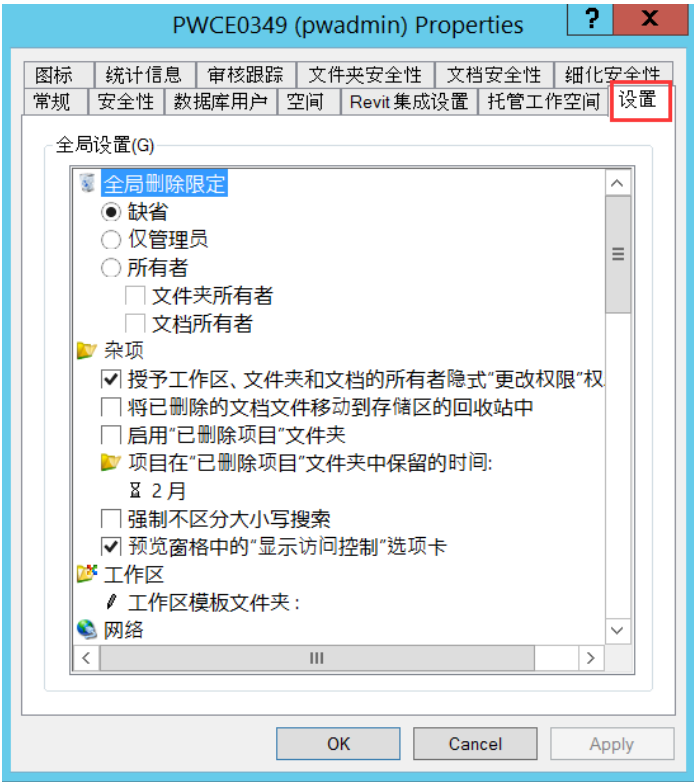 PWCE0349 (pwadmin) Properties
?
X
图标 统计信息 审核跟踪 文件夹安全性 文档安全性 细化安全性
常规 安全性 数据库用户 空间 Revit 集成设置 托管工作空间 设置
全局设置(G)
全局删除限定
缺省
仅管理员
所有者
文件夹所有者
文档所有者
杂项
授予工作区、文件夹和文档的所有者隐式"更改权限"权
将已删除的文档文件移动到存储区的回收站中
启用"已删除项目"文件夹
项目在"已删除项目"文件夹中保留的时间:
2 月
强制不区分大小写搜索
预览窗格中的"显示访问控制"选项卡
工作区
工作区模板文件夹:
网络
OK Cancel Apply